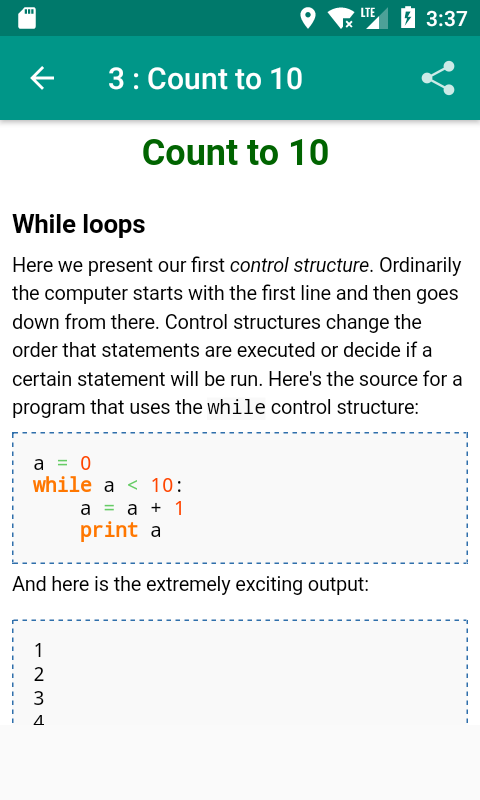 LTE 3:37
3 : Count to 10
Count to 10
While loops
Here we present our first control structure. Ordinarily
the computer starts with the first line and then goes
down from there. Control structures change the
order that statements are executed or decide if a
certain statement will be run. Here's the source for a
program that uses the while control structure:
a = 0
while a < 10:
    a = a + 1
    print a
And here is the extremely exciting output:
1
2
3
4